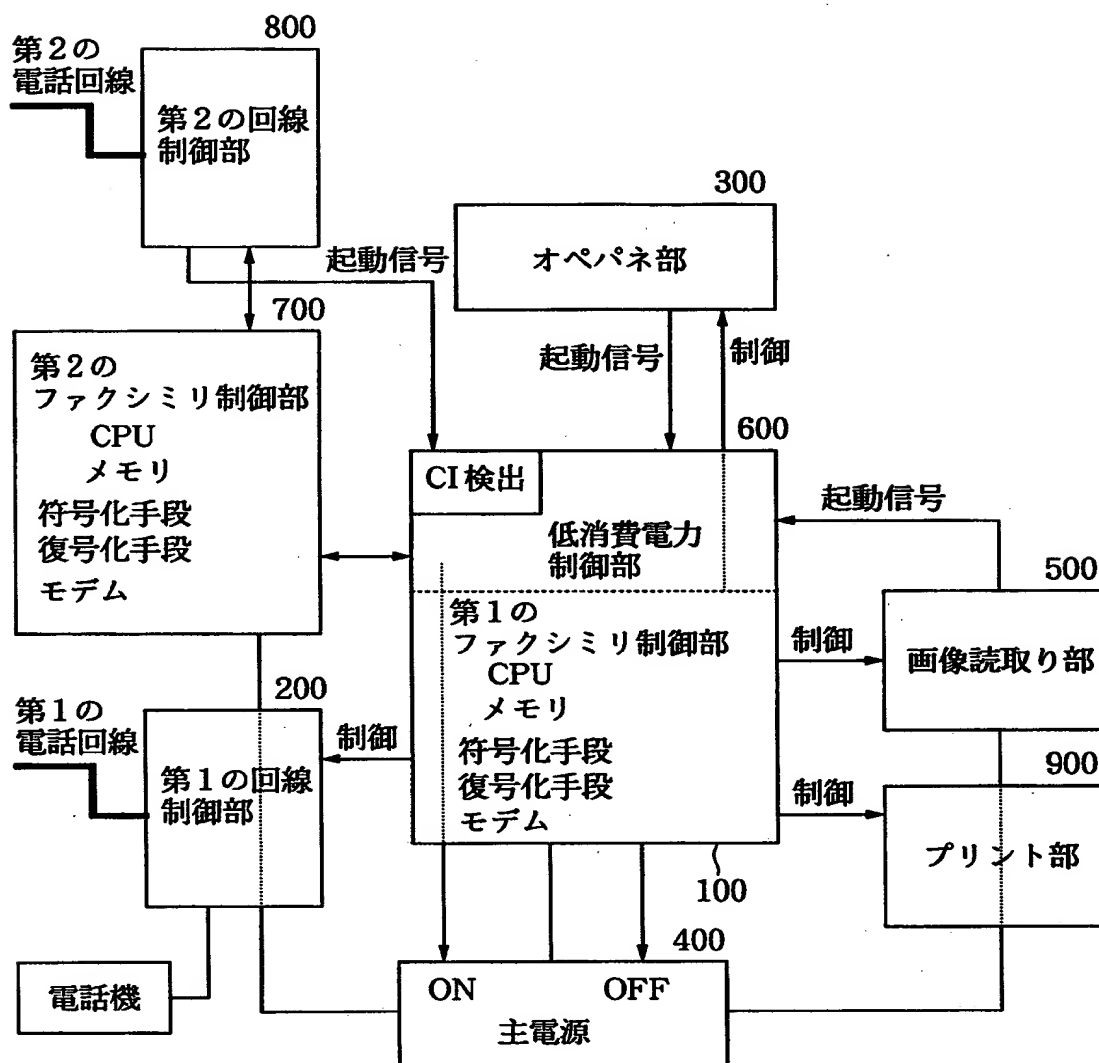 800
第2の
電話回線
第2の回線
制御部
300
オペパネ部
起動信号
700
起動信号
制御
第2の
ファクシミリ制御部
CPU
メモリ
符号化手段
復号化手段
モデム
600
CI検出
低消費電力
制御部
起動信号
500
画像読取り部
第1の
ファクシミリ制御部
CPU
メモリ
符号化手段
復号化手段
モデム
制御
200
第1の
電話回線
第1の回線
制御部
制御
900
制御
プリント部
100
400
電話機
ON
OFF
主電源